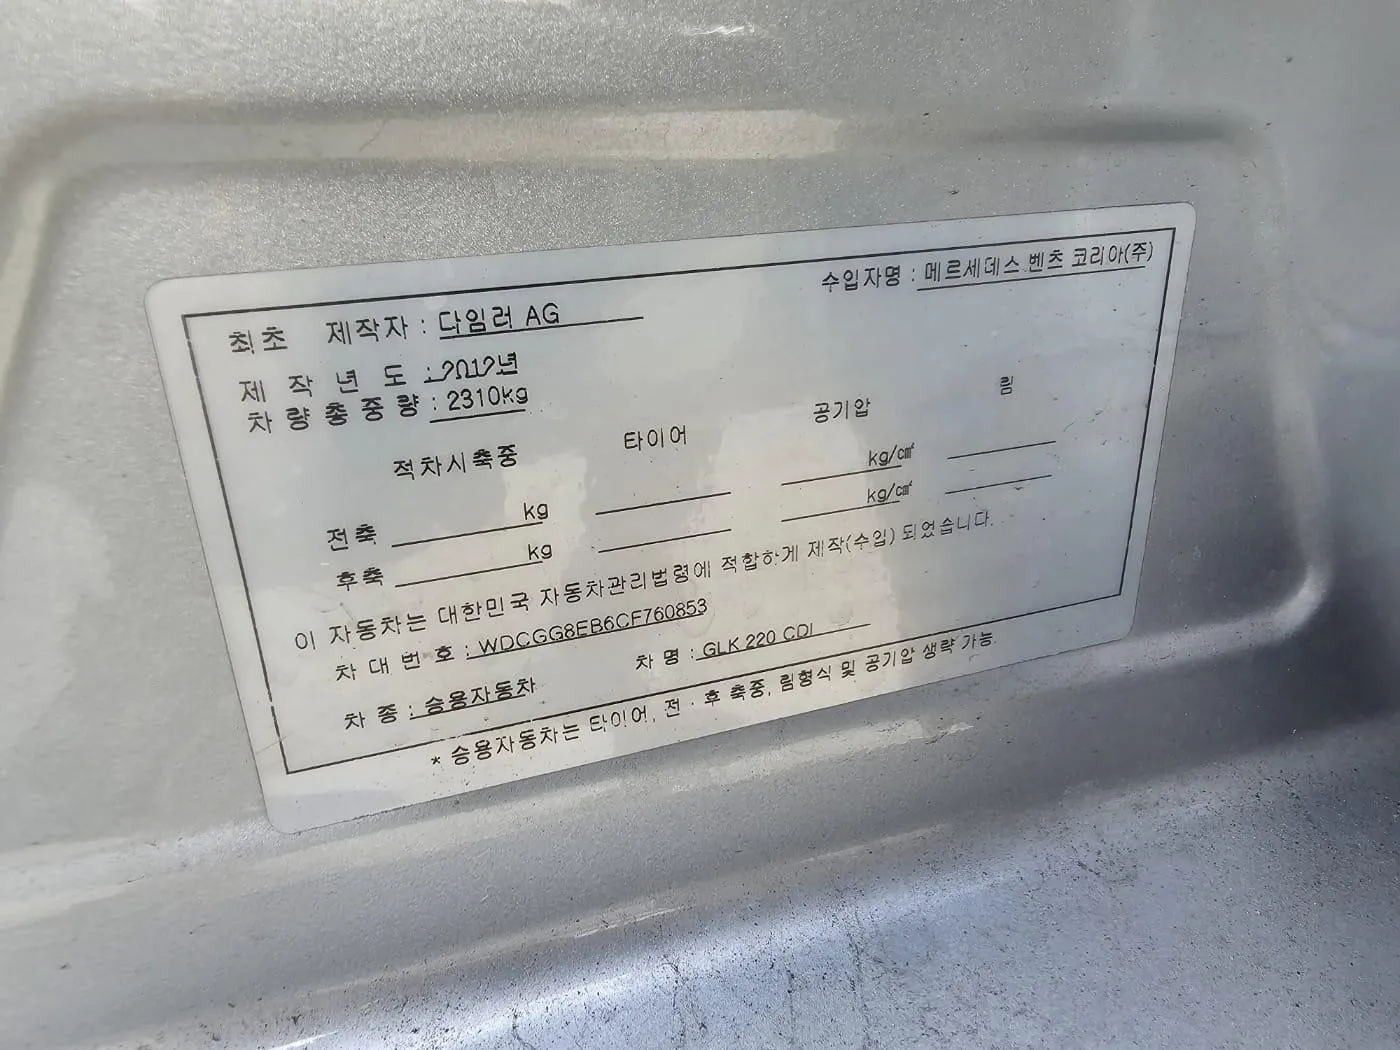 수입자명 : 메르세데스 벤츠 코리아(주)
최초 제작자 : 다임러 AG
제 작 년 도 : 2012년
차 량 총 중 량 : 2310kg
적차시축중 타이어 공기압 림
전축 kg kg/㎠
후축 kg kg/㎠
이 자동차는 대한민국 자동차관리법령에 적합하게 제작(수입) 되었습니다.
차 대 번 호 : WDCGG8EB6CF760853
차 명 : GLK 220 CDI
차 종 : 승용자동차
* 승용자동차는 타이어, 전 · 후 축중, 림형식 및 공기압 생략 가능.